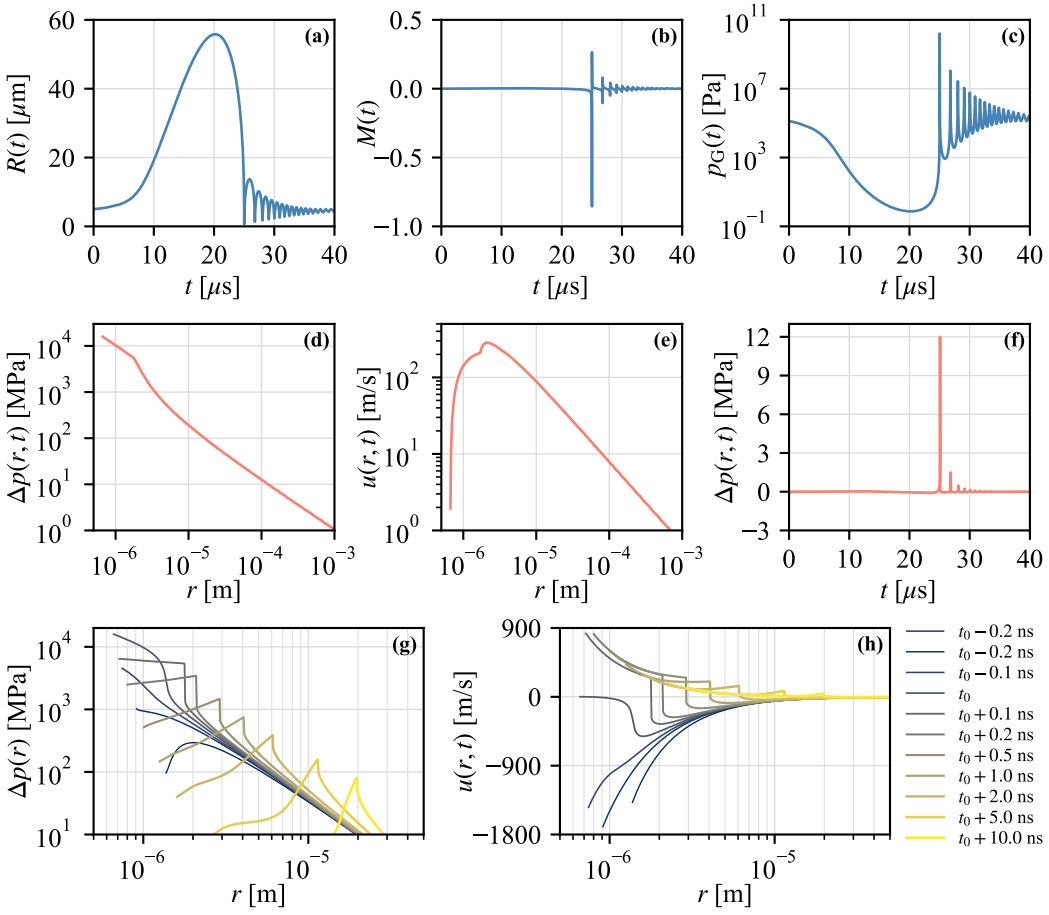 60
40
20
0
R(t) [μm]
(a)
0 10 20 30 40
t [μs]
0.5
0.0
−0.5
−1.0
M(t)
(b)
0 10 20 30 40
t [μs]
10^11
10^7
10^3
10^−1
p_G(t) [Pa]
(c)
0 10 20 30 40
t [μs]
10^4
10^3
10^2
10^1
10^0
Δp(r, t) [MPa]
(d)
10^−6 10^−5 10^−4 10^−3
r [m]
10^2
10^1
10^0
u(r, t) [m/s]
(e)
10^−6 10^−5 10^−4 10^−3
r [m]
12
9
6
3
0
−3
Δp(r, t) [MPa]
(f)
0 10 20 30 40
t [μs]
10^4
10^3
10^2
10^1
Δp(r) [MPa]
(g)
10^−6 10^−5
r [m]
900
0
−900
−1800
u(r, t) [m/s]
(h)
10^−6 10^−5
r [m]
t_0 − 0.2 ns
t_0 − 0.2 ns
t_0 − 0.1 ns
t_0
t_0 + 0.1 ns
t_0 + 0.2 ns
t_0 + 0.5 ns
t_0 + 1.0 ns
t_0 + 2.0 ns
t_0 + 5.0 ns
t_0 + 10.0 ns